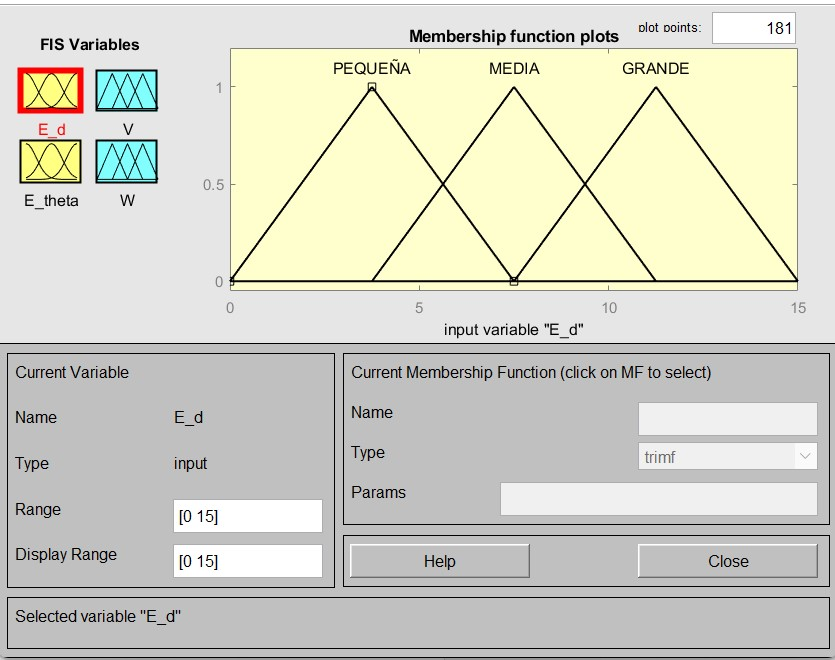 FIS Variables
E_d
V
E_theta
W
Membership function plots
plot points:
181
PEQUEÑA
MEDIA
GRANDE
1
0.5
0
0
5
10
15
input variable "E_d"
Current Variable
Name
E_d
Type
input
Range
[0 15]
Display Range
[0 15]
Current Membership Function (click on MF to select)
Name
Type
trimf
Params
Help
Close
Selected variable "E_d"